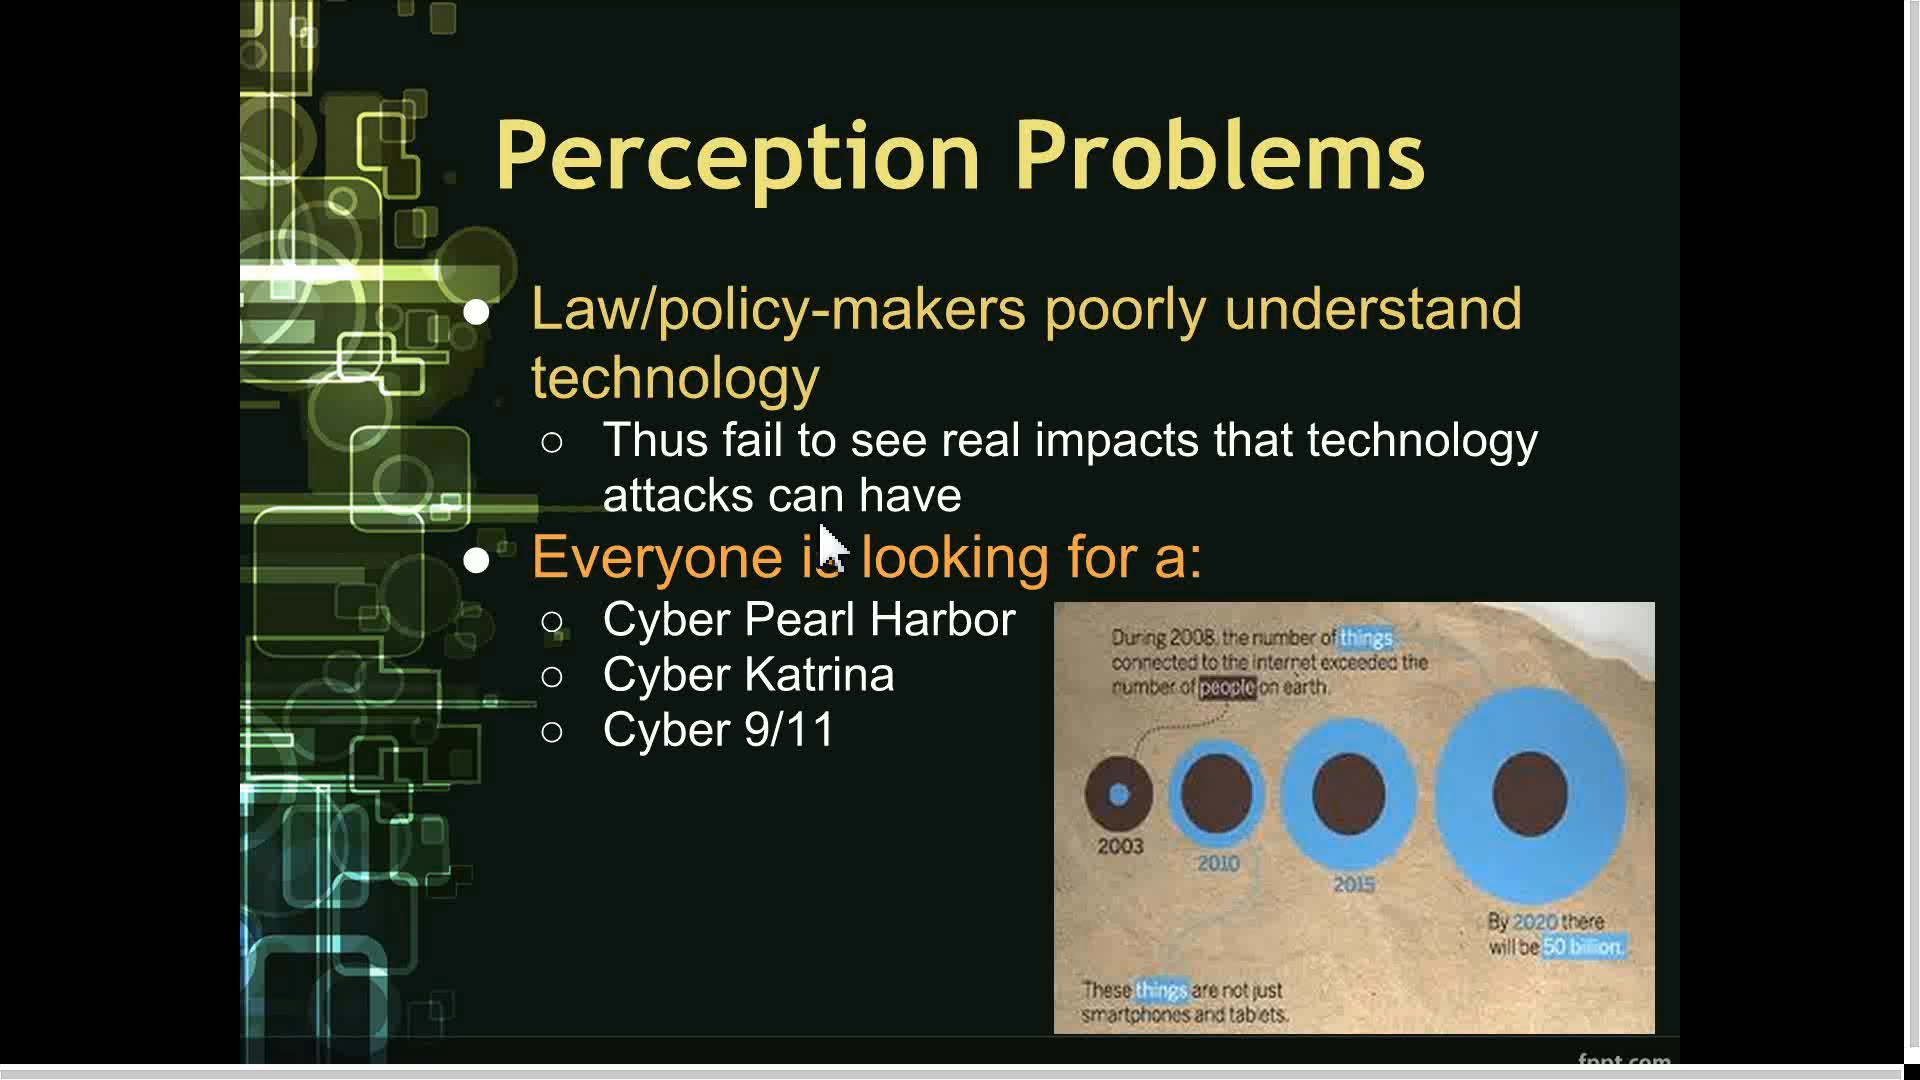 Perception Problems
Law/policy-makers poorly understand
technology
Thus fail to see real impacts that technology
attacks can have
Everyone is looking for a:
Cyber Pearl Harbor
Cyber Katrina
Cyber 9/11
During 2008, the number of things
connected to the Internet exceeded the
number of people on earth.
2003
2010
2015
By 2020 there
will be 50 billion.
These things are not just
smartphones and tablets.
fppt.com